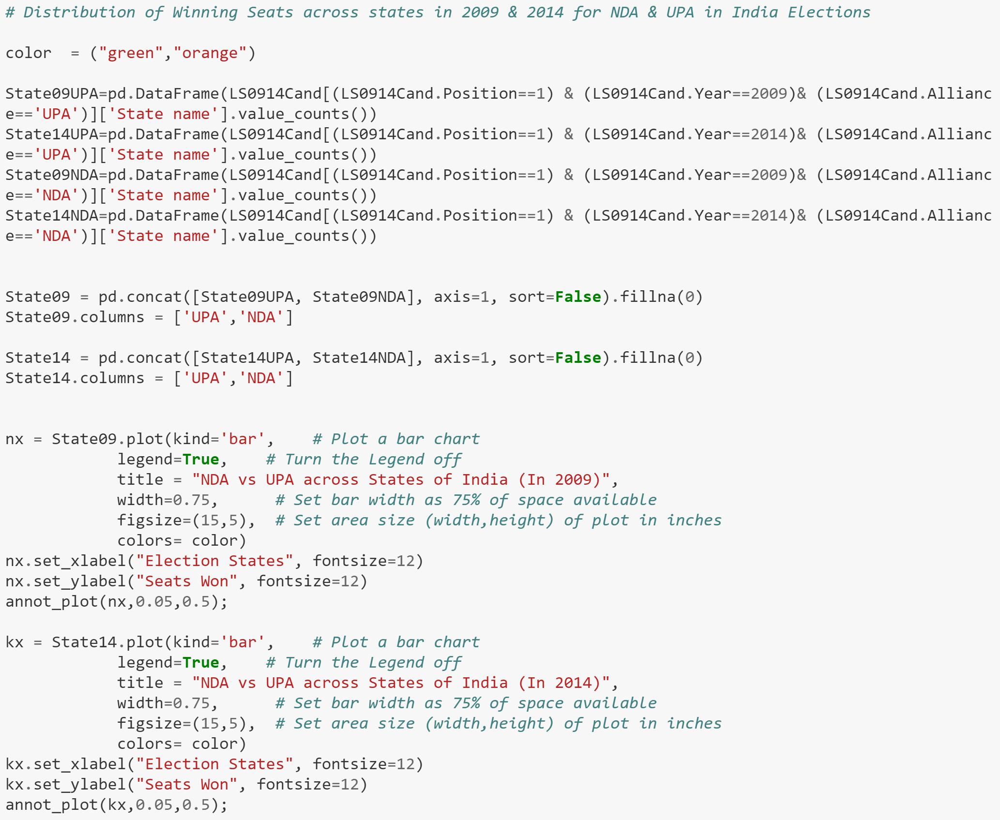 # Distribution of Winning Seats across states in 2009 & 2014 for NDA & UPA in India Elections

color  = ("green","orange")

State09UPA=pd.DataFrame(LS0914Cand[(LS0914Cand.Position==1) & (LS0914Cand.Year==2009)& (LS0914Cand.Allianc
e=='UPA')]['State name'].value_counts())
State14UPA=pd.DataFrame(LS0914Cand[(LS0914Cand.Position==1) & (LS0914Cand.Year==2014)& (LS0914Cand.Allianc
e=='UPA')]['State name'].value_counts())
State09NDA=pd.DataFrame(LS0914Cand[(LS0914Cand.Position==1) & (LS0914Cand.Year==2009)& (LS0914Cand.Allianc
e=='NDA')]['State name'].value_counts())
State14NDA=pd.DataFrame(LS0914Cand[(LS0914Cand.Position==1) & (LS0914Cand.Year==2014)& (LS0914Cand.Allianc
e=='NDA')]['State name'].value_counts())


State09 = pd.concat([State09UPA, State09NDA], axis=1, sort=False).fillna(0)
State09.columns = ['UPA','NDA']

State14 = pd.concat([State14UPA, State14NDA], axis=1, sort=False).fillna(0)
State14.columns = ['UPA','NDA']


nx = State09.plot(kind='bar',    # Plot a bar chart
            legend=True,    # Turn the Legend off
            title = "NDA vs UPA across States of India (In 2009)",
            width=0.75,      # Set bar width as 75% of space available
            figsize=(15,5),  # Set area size (width,height) of plot in inches
            colors= color)
nx.set_xlabel("Election States", fontsize=12)
nx.set_ylabel("Seats Won", fontsize=12)
annot_plot(nx,0.05,0.5);

kx = State14.plot(kind='bar',    # Plot a bar chart
            legend=True,    # Turn the Legend off
            title = "NDA vs UPA across States of India (In 2014)",
            width=0.75,      # Set bar width as 75% of space available
            figsize=(15,5),  # Set area size (width,height) of plot in inches
            colors= color)
kx.set_xlabel("Election States", fontsize=12)
kx.set_ylabel("Seats Won", fontsize=12)
annot_plot(kx,0.05,0.5);